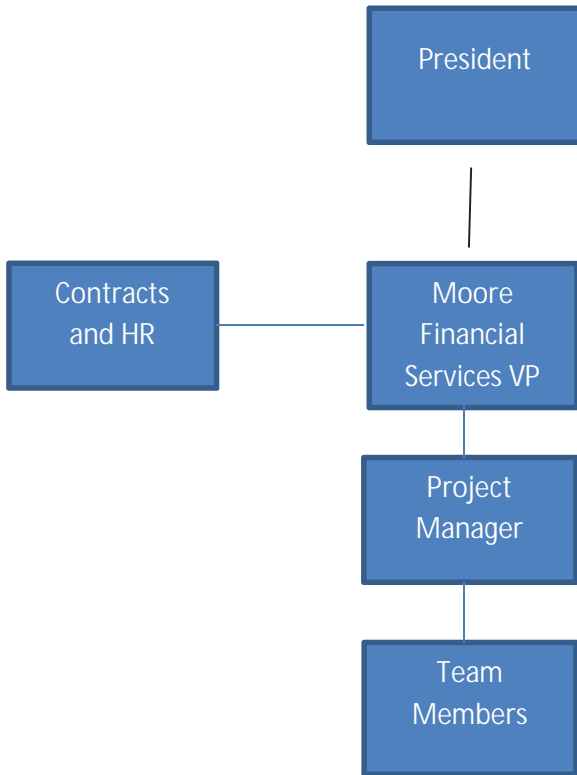 President
Contracts
and HR
Moore
Financial
Services VP
Project
Manager
Team
Members